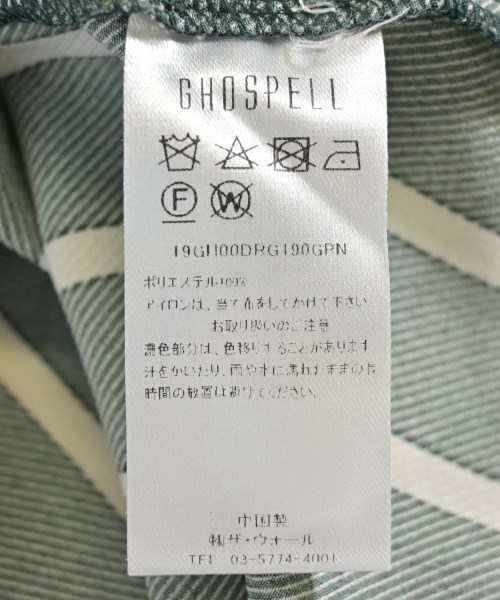 GHOSPELL
F
W
19GH00DRG190GRN
ポリエステル100%
アイロンは、当て布をしてかけて下さい
お取り扱いのご注意
濃色部分は、色移りすることがあります
汗をかいたり、雨や水に濡れたままの長
時間の放置は避けてください。
中国製
㈱ザ・ウォール
TEL 03-5774-4001